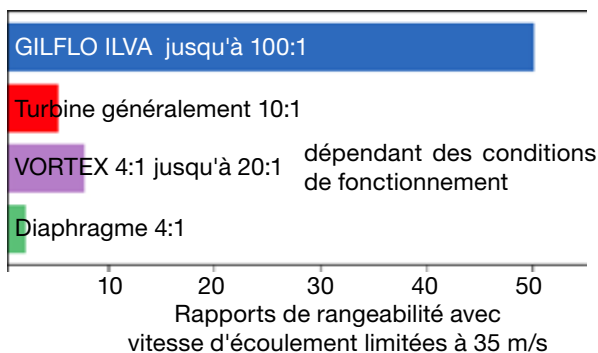 GILFLO ILVA jusqu'à 100:1
Turbine généralement 10:1
VORTEX 4:1 jusqu'à 20:1
dépendant des conditions
de fonctionnement
Diaphragme 4:1
10 20 30 40 50
Rapports de rangeabilité avec
vitesse d'écoulement limitées à 35 m/s